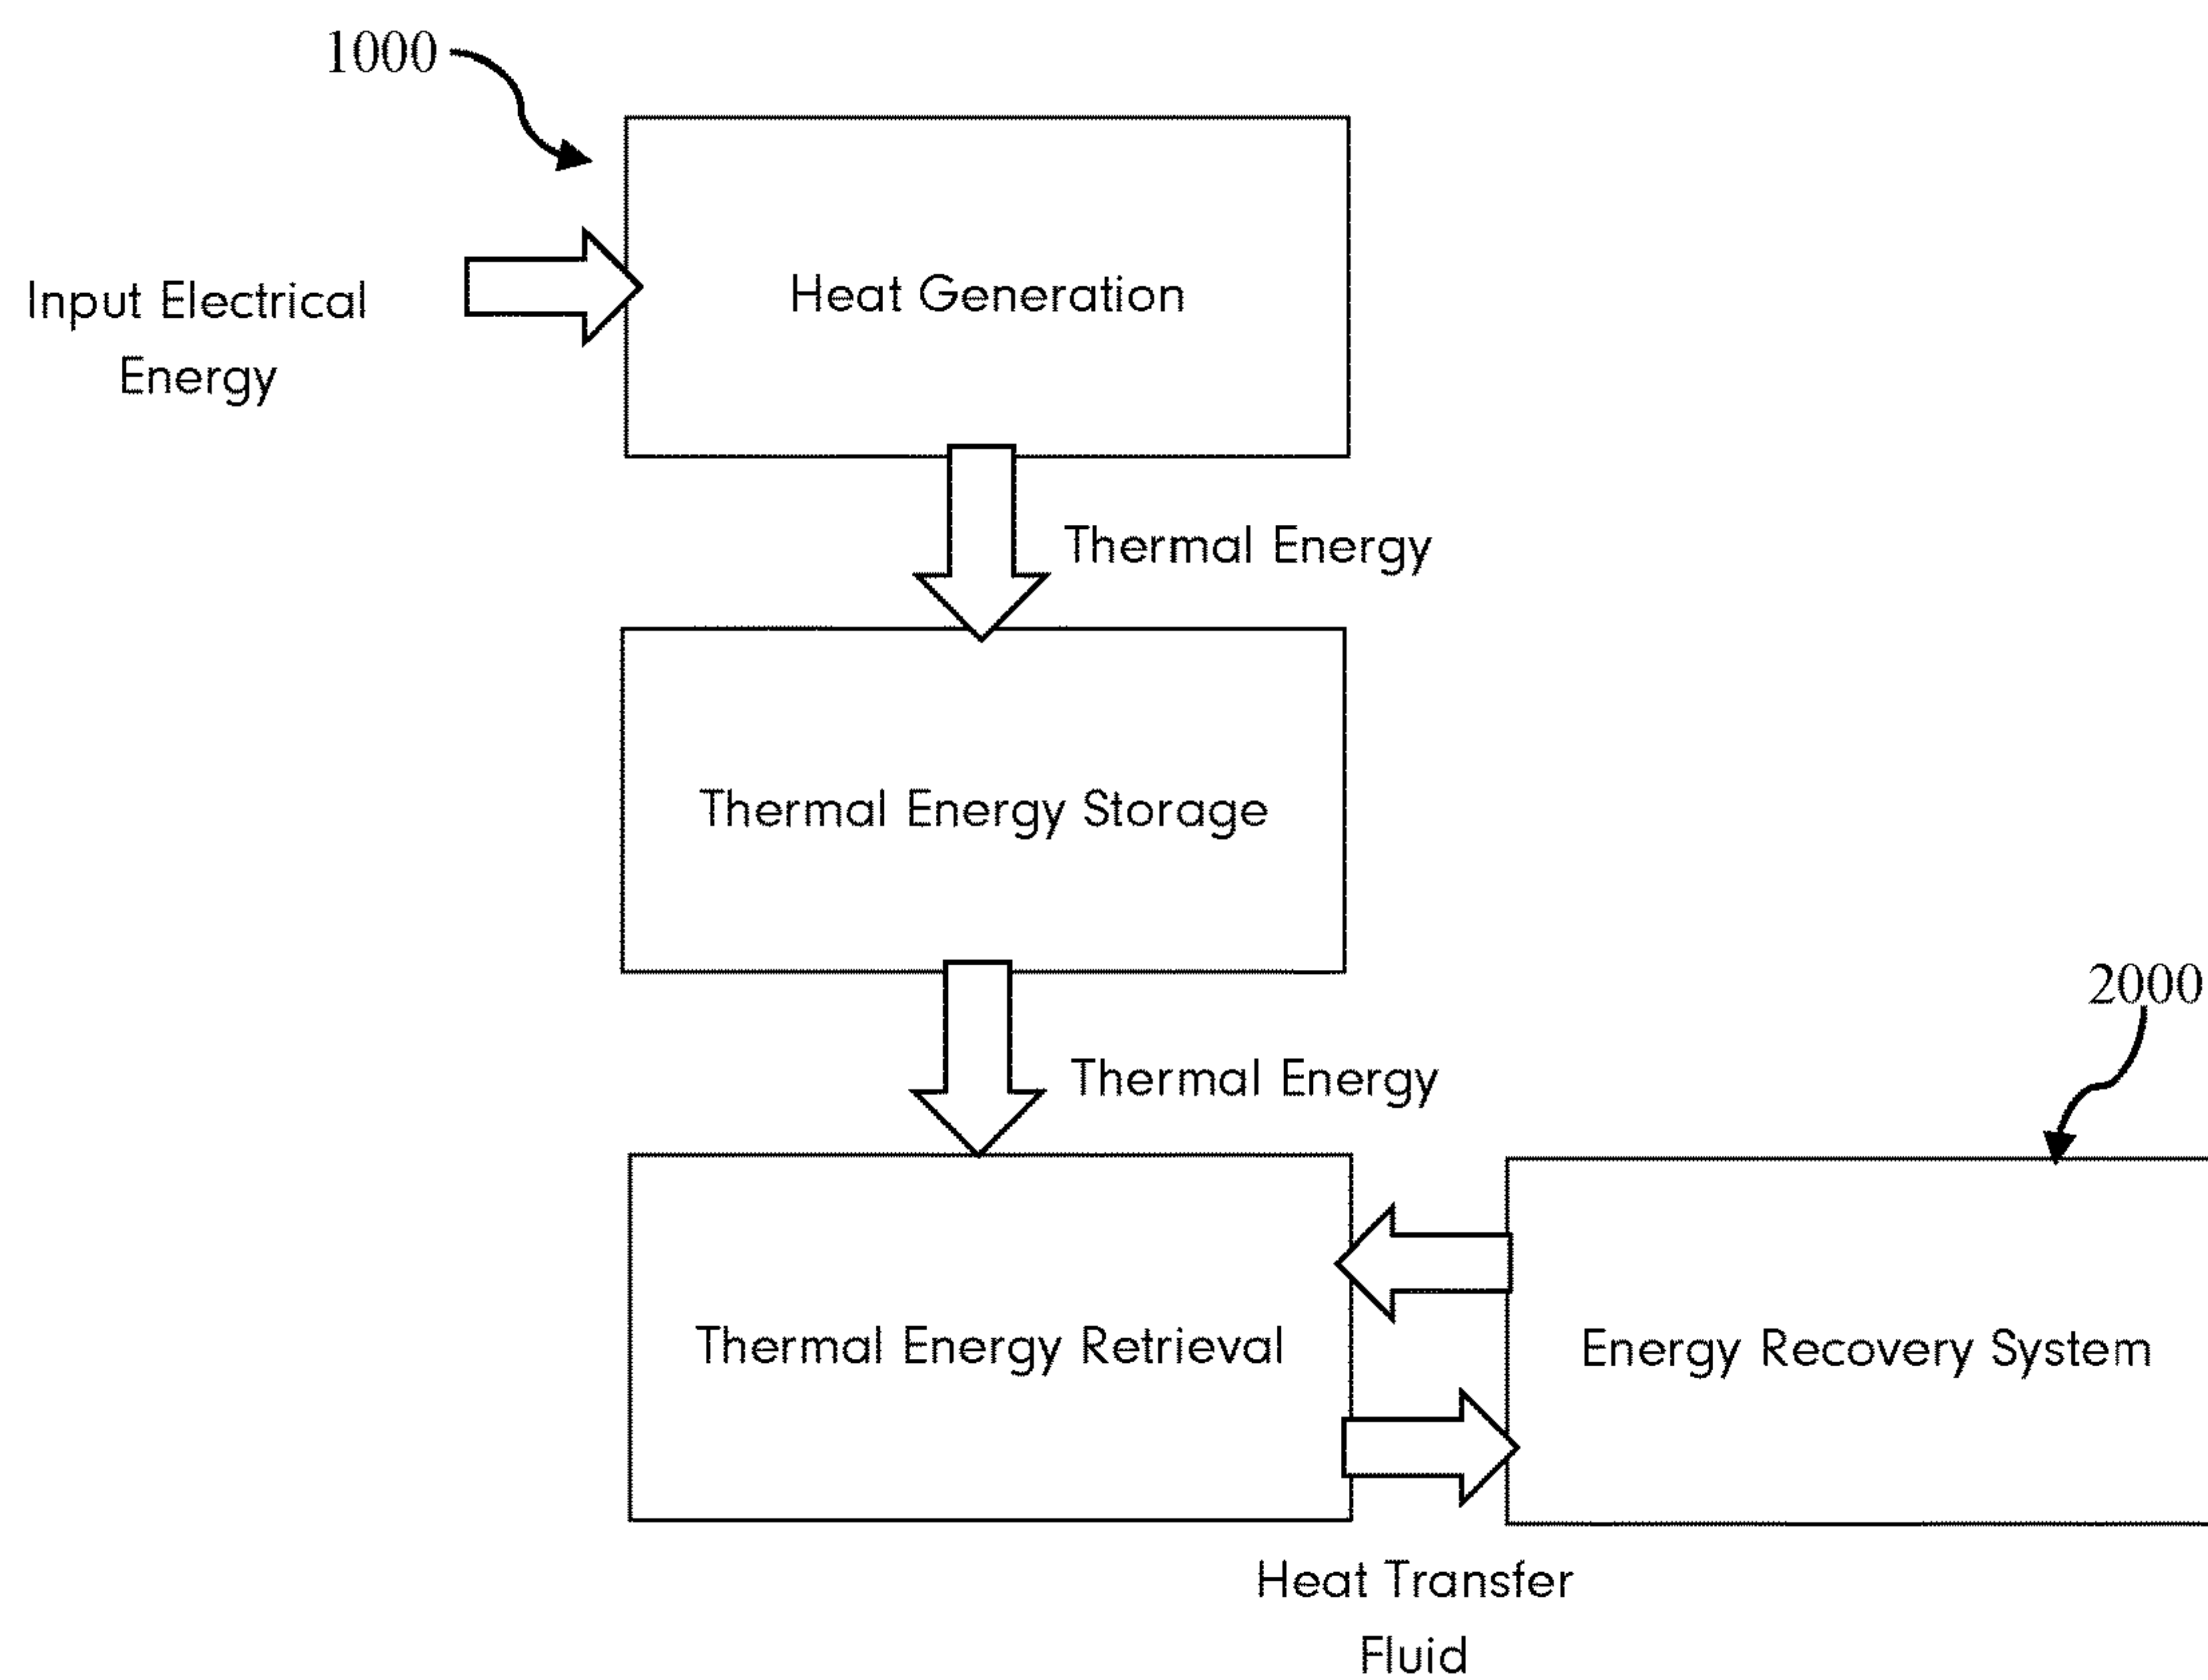 1000
Input Electrical
Energy
Heat Generation
Thermal Energy
Thermal Energy Storage
2000
Thermal Energy
Thermal Energy Retrieval
Energy Recovery System
Heat Transfer
Fluid